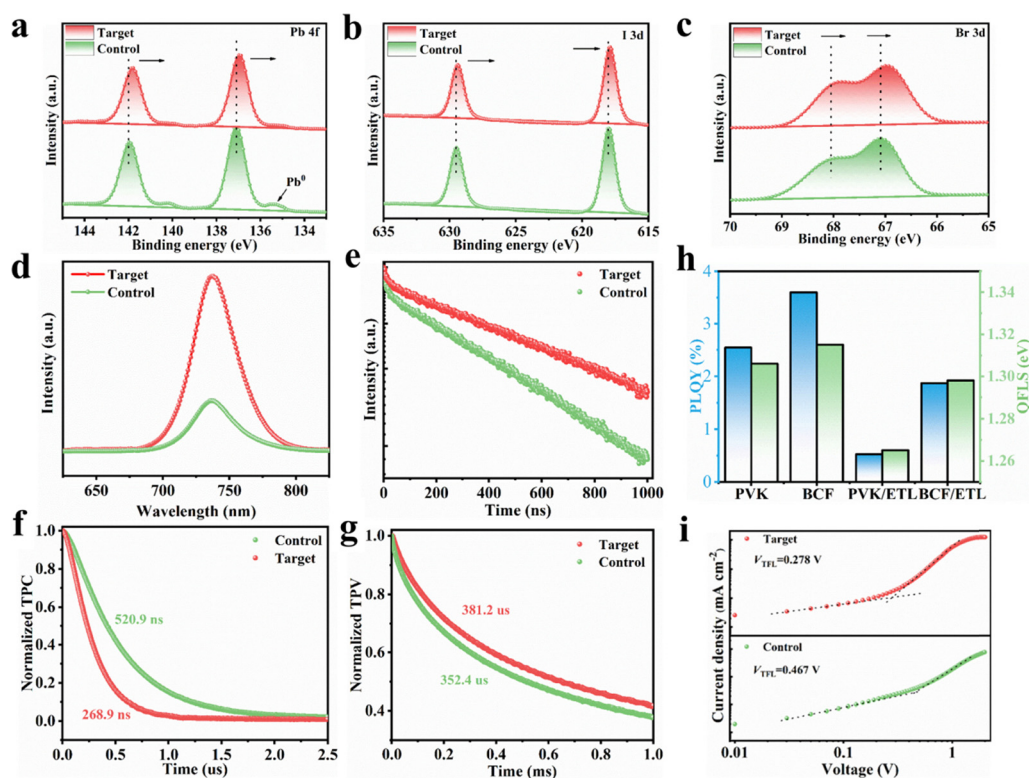 a
Target
Control
Pb 4f
Pb⁰
Intensity (a.u.)
144 142 140 138 136 134
Binding energy (eV)
b
Target
Control
I 3d
Intensity (a.u.)
635 630 625 620 615
Binding energy (eV)
c
Target
Control
Br 3d
Intensity (a.u.)
70 69 68 67 66 65
Binding energy (eV)
d
Target
Control
Intensity (a.u.)
650 700 750 800
Wavelength (nm)
e
Target
Control
Intensity (a.u.)
0 200 400 600 800 1000
Time (ns)
h
4
3
2
1
0
PLQY (%)
1.34
1.32
1.30
1.28
1.26
QFLS (eV)
PVK BCF PVK/ETL BCF/ETL
f
Control
Target
520.9 ns
268.9 ns
Normalized TPC
1.0
0.8
0.6
0.4
0.2
0.0
0.0 0.5 1.0 1.5 2.0 2.5
Time (us)
g
Target
Control
381.2 us
352.4 us
Normalized TPV
1.0
0.8
0.6
0.4
0.0 0.2 0.4 0.6 0.8 1.0
Time (ms)
i
Target
VTFL=0.278 V
Control
VTFL=0.467 V
Current density (mA cm⁻²)
0.01 0.1 1
Voltage (V)